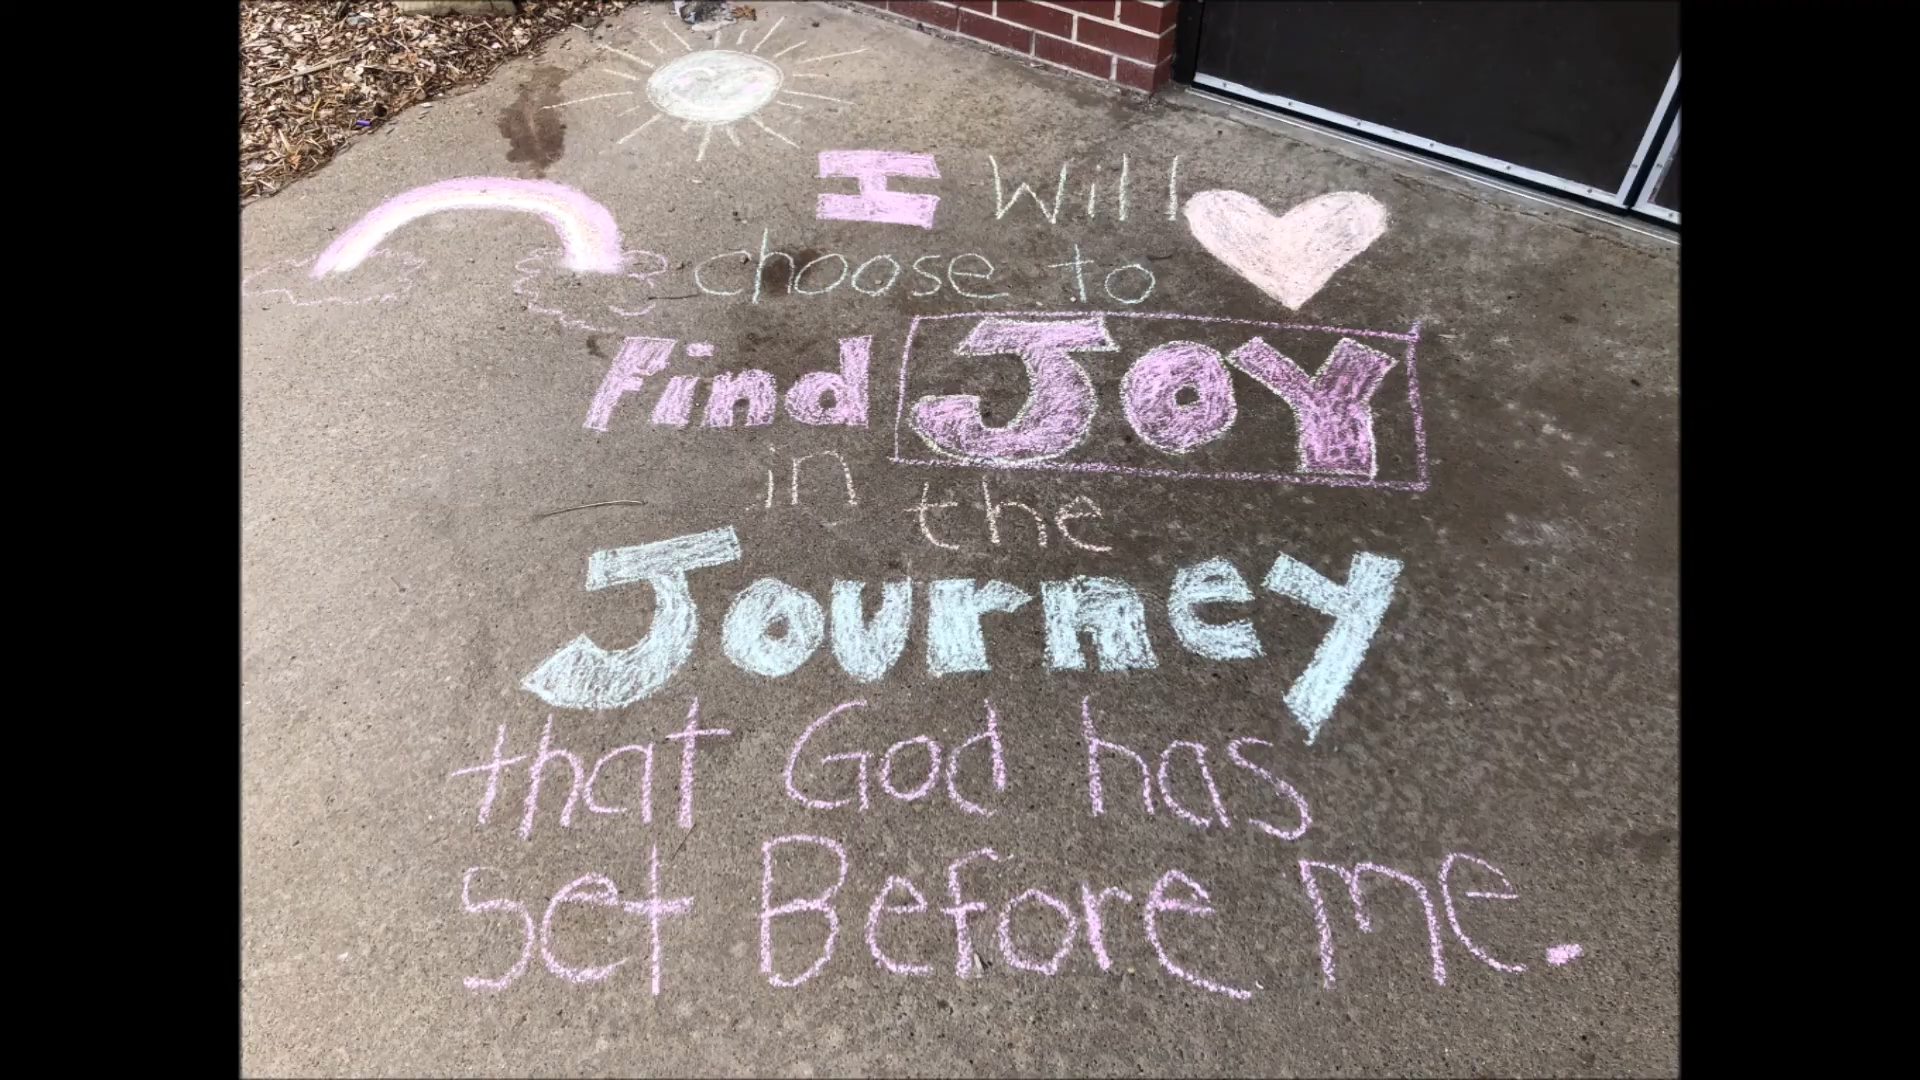 I Will
choose to
Find JOY
in the
Journey
that God has
set Before me.